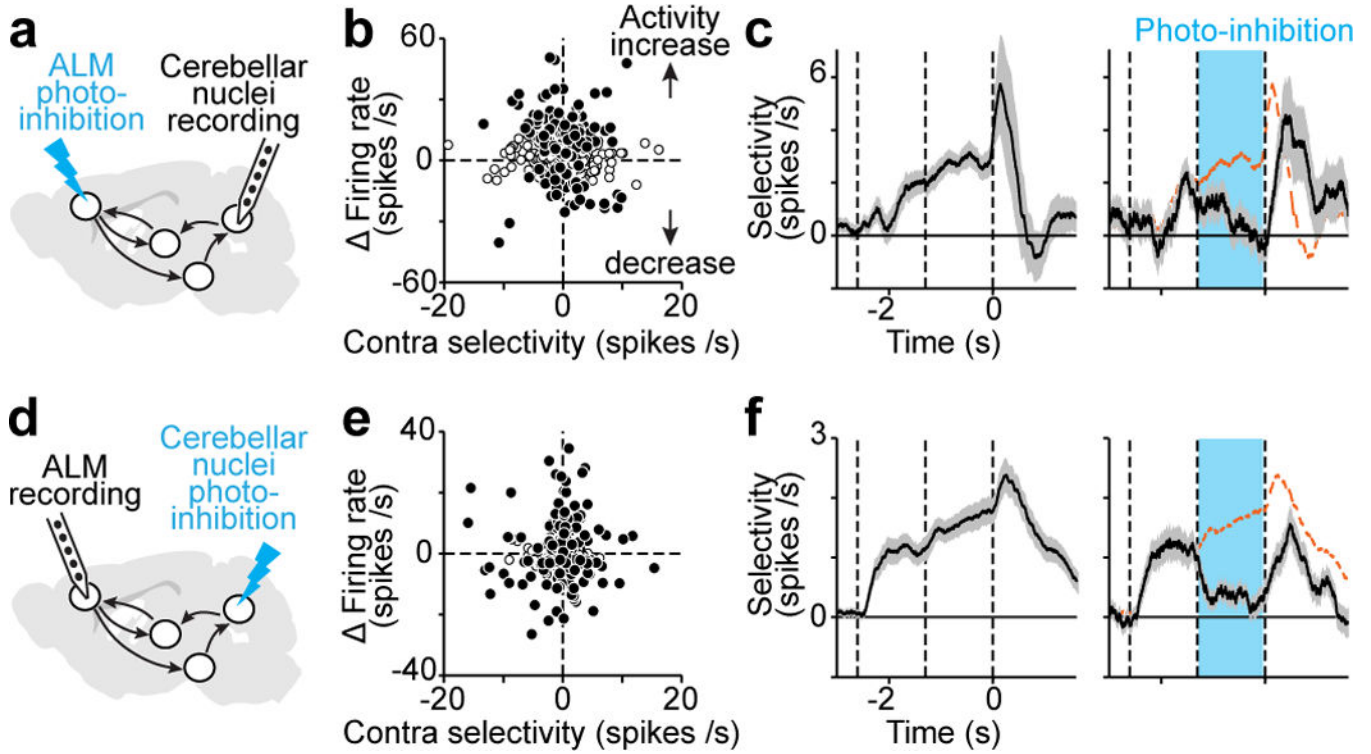 a
ALM
photo-
inhibition
Cerebellar
nuclei
recording
b
Δ Firing rate
(spikes /s)
60
0
-60
Activity
increase
decrease
-20
0
20
Contra selectivity (spikes /s)
c
Selectivity
(spikes /s)
6
0
-2
0
Time (s)
Photo-inhibition
d
ALM
recording
Cerebellar
nuclei
photo-
inhibition
e
Δ Firing rate
(spikes /s)
40
0
-40
-20
0
20
Contra selectivity (spikes /s)
f
Selectivity
(spikes /s)
3
0
-2
0
Time (s)